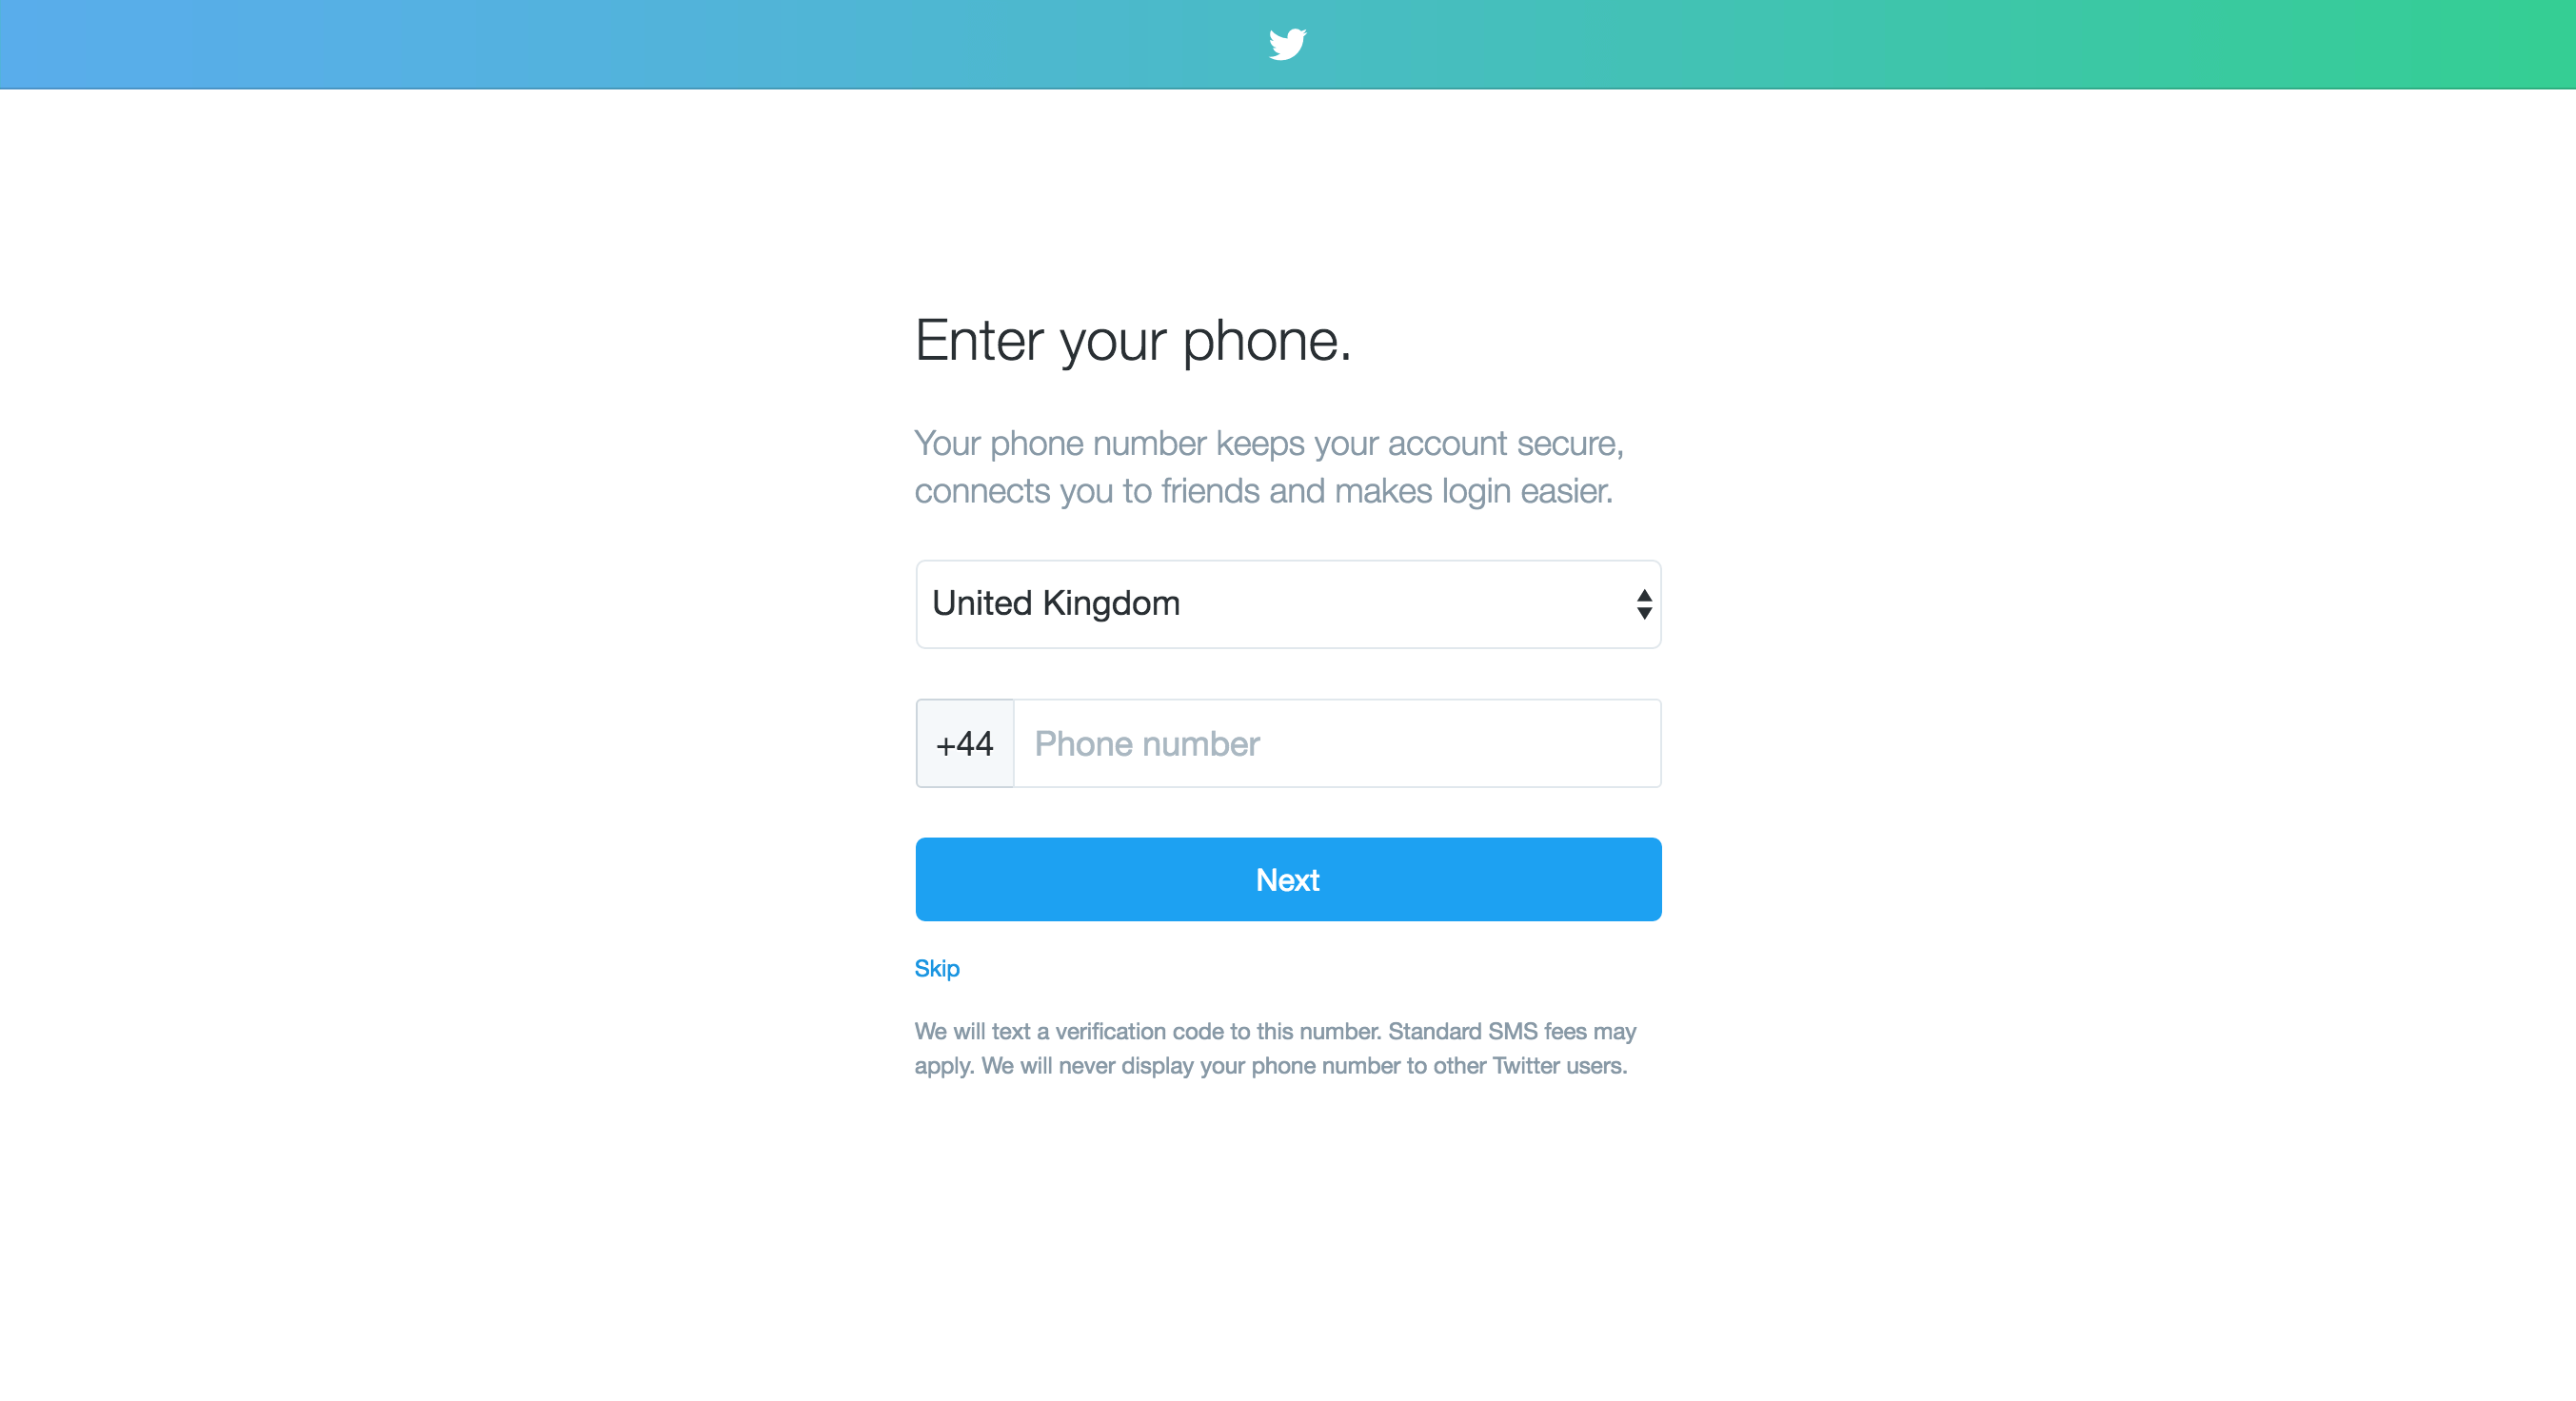 Enter your phone.
Your phone number keeps your account secure,
connects you to friends and makes login easier.
United Kingdom
+44 Phone number
Next
Skip
We will text a verification code to this number. Standard SMS fees may
apply. We will never display your phone number to other Twitter users.